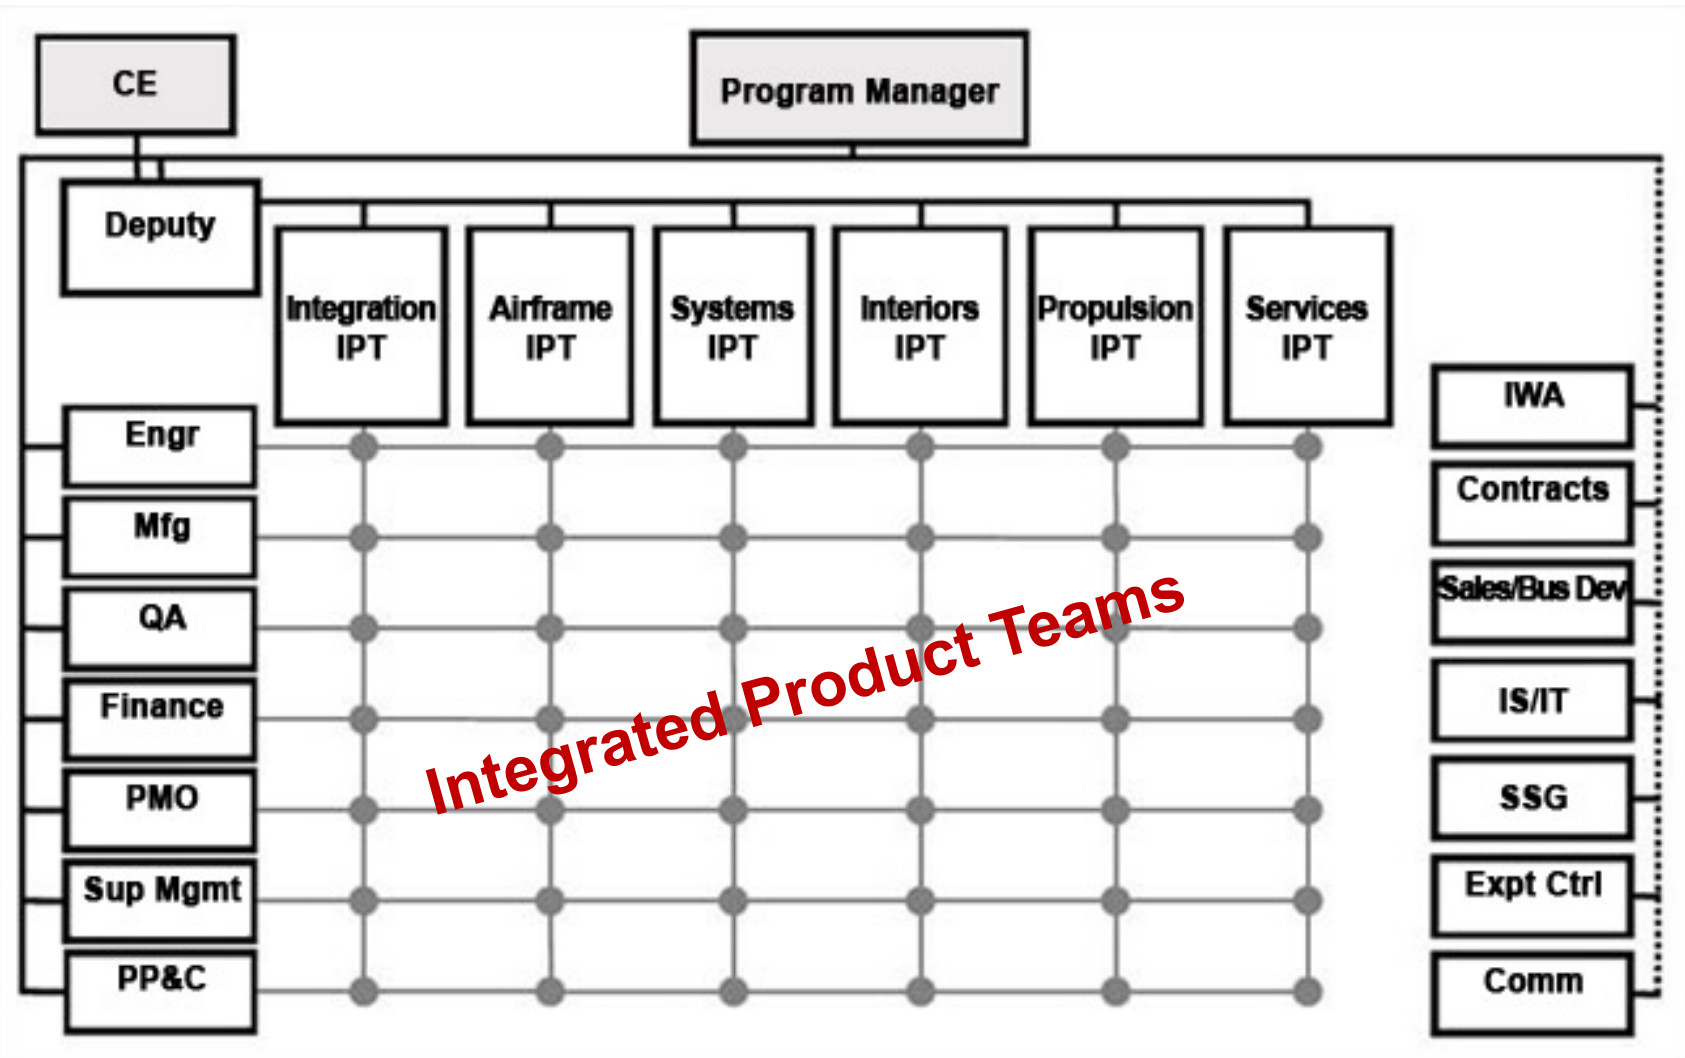 CE
Program Manager
Deputy
Integration
IPT
Airframe
IPT
Systems
IPT
Interiors
IPT
Propulsion
IPT
Services
IPT
Engr
Mfg
QA
Finance
PMO
Sup Mgmt
PP&C
Integrated Product Teams
IWA
Contracts
Sales/Bus Dev
IS/IT
SSG
Expt Ctrl
Comm